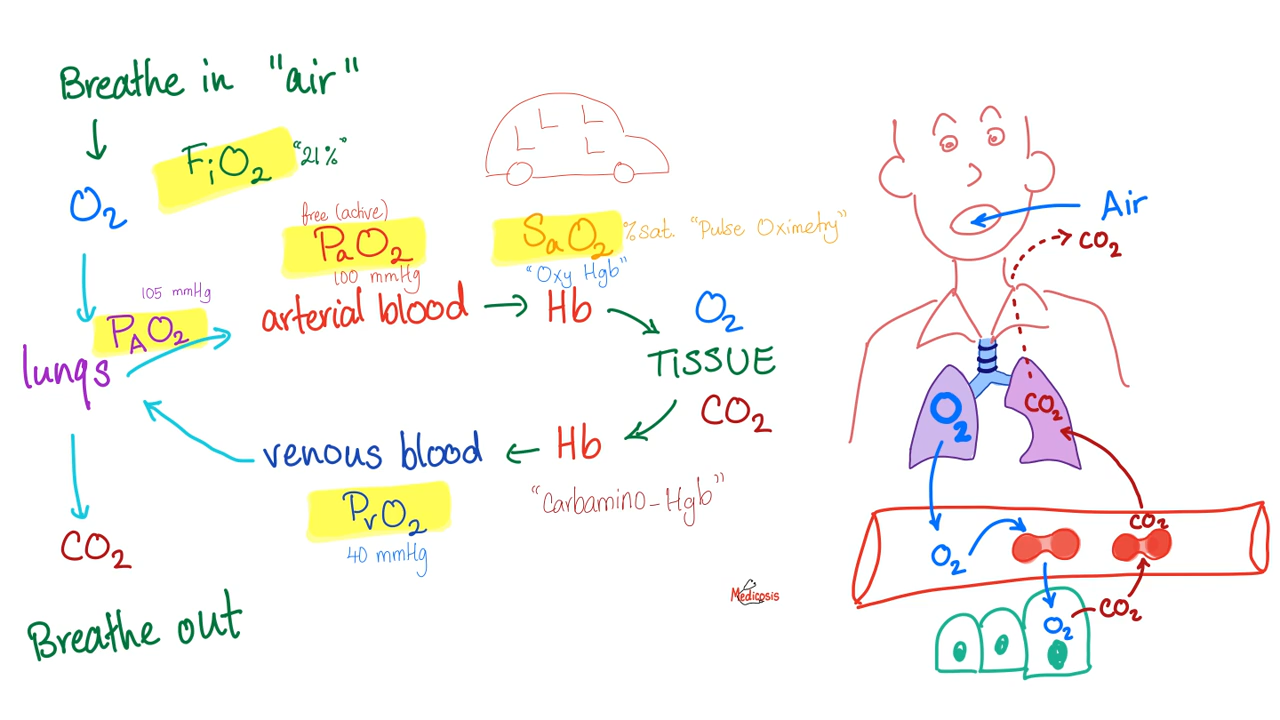 Breathe in "air"
FiO2 "21%"
O2
free (active)
PaO2
100 mmHg
SaO2 % sat. "Pulse Oximetry"
"Oxy Hgb"
105 mmHg
PAO2
lungs
arterial blood → Hb
O2
TISSUE
CO2
venous blood ← Hb
PvO2
40 mmHg
"Carbamino-Hgb"
CO2
Breathe out
Medicosis
Air
CO2
O2
CO2
O2
CO2
O2
CO2